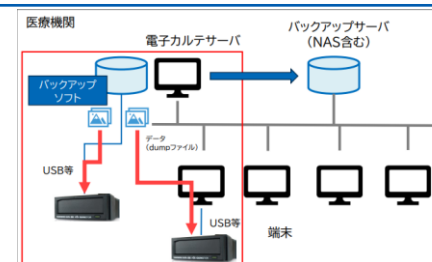 医療機関
電子カルテサーバ
バックアップサーバ
(NAS含む)
バックアップ
ソフト
データ
(dumpファイル)
USB等
USB等
端末